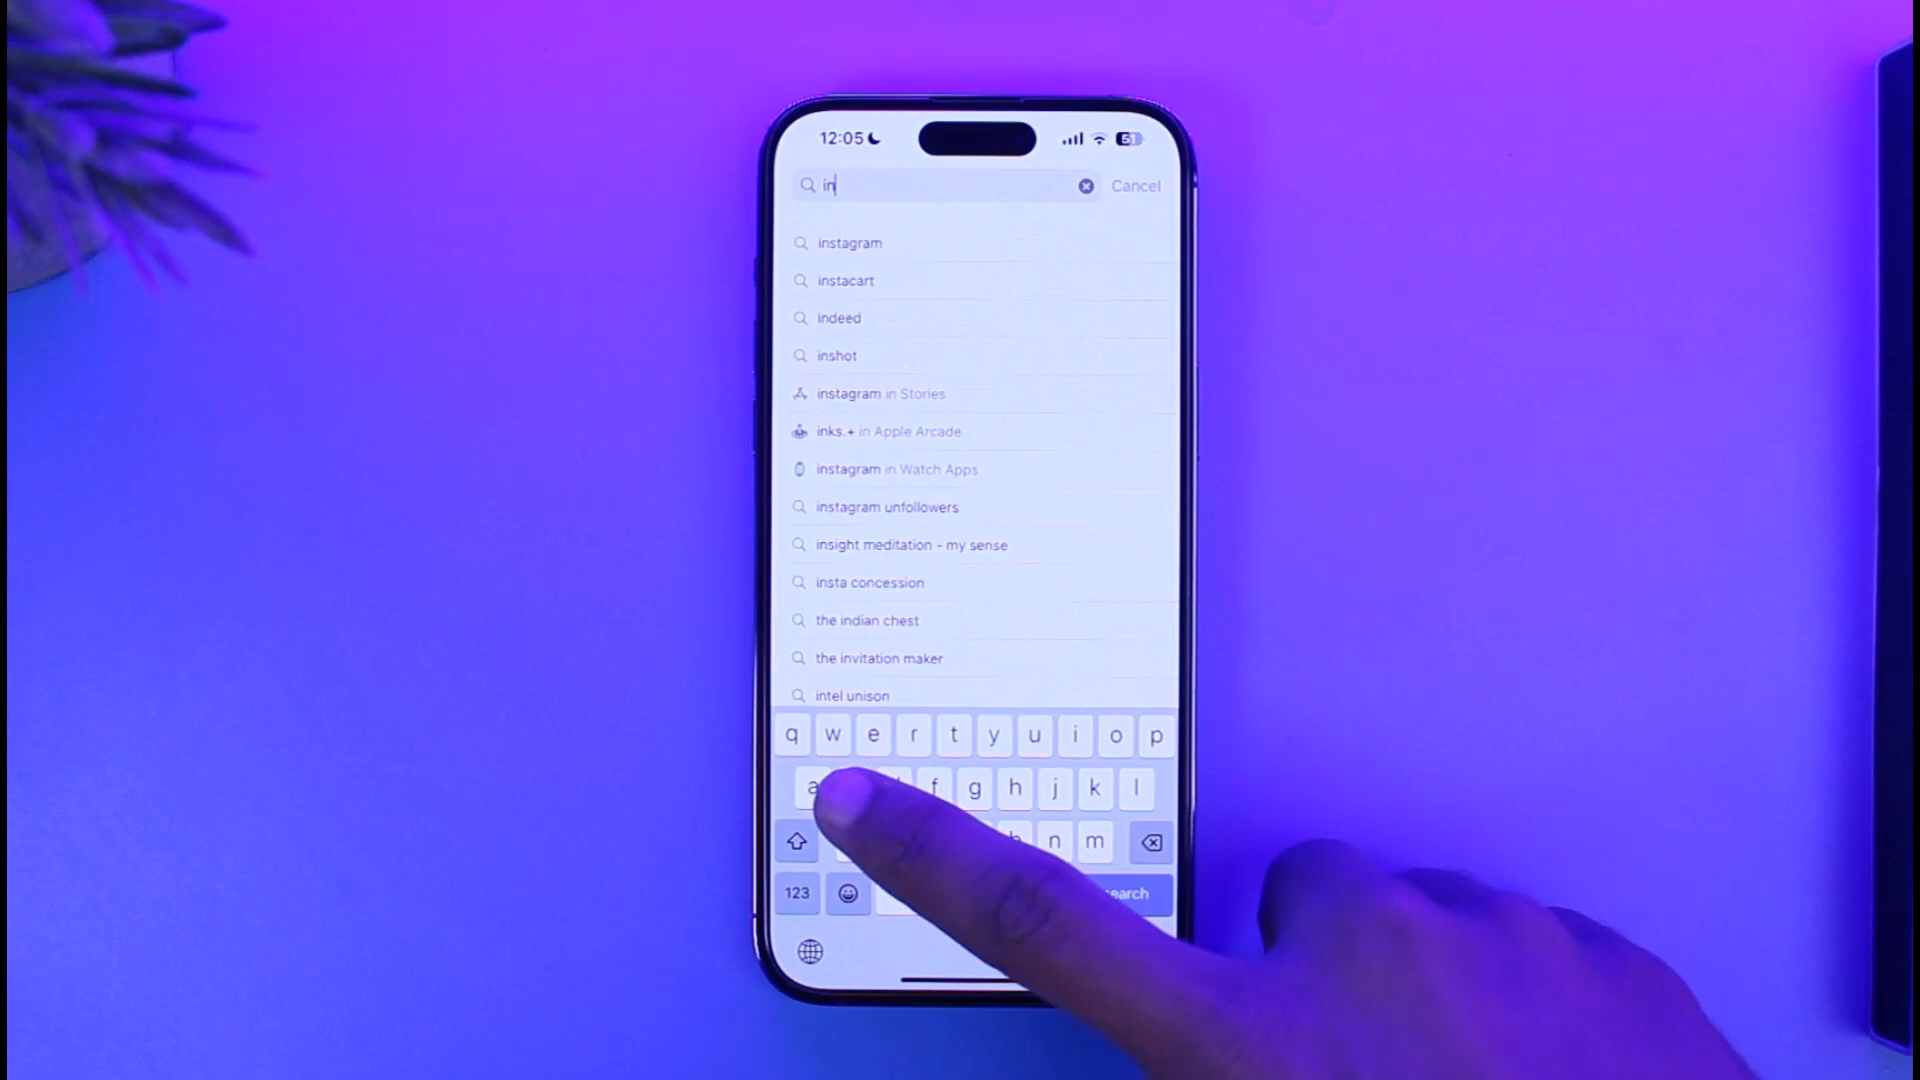 12:05
51
in
Cancel
instagram
instacart
indeed
inshot
instagram in Stories
inks.+ in Apple Arcade
instagram in Watch Apps
instagram unfollowers
insight meditation - my sense
insta concession
the indian chest
the invitation maker
intel unison
q w e r t y u i o p
a f g h j k l
n m
123